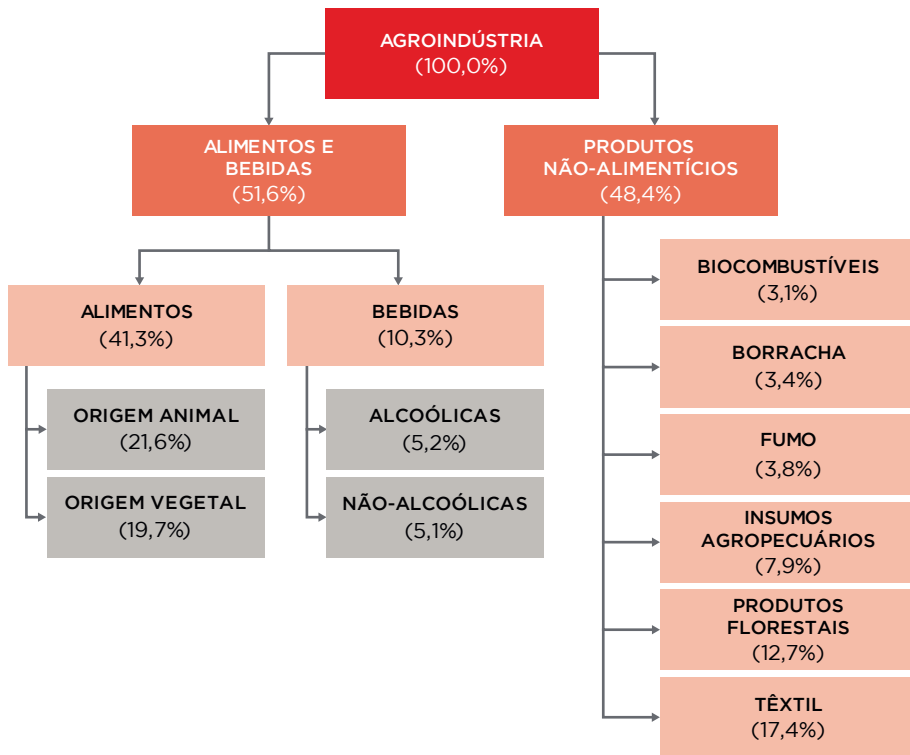 AGROINDÚSTRIA
(100,0%)
ALIMENTOS E
BEBIDAS
(51,6%)
PRODUTOS
NÃO-ALIMENTÍCIOS
(48,4%)
ALIMENTOS
(41,3%)
BEBIDAS
(10,3%)
ORIGEM ANIMAL
(21,6%)
ORIGEM VEGETAL
(19,7%)
ALCOÓLICAS
(5,2%)
NÃO-ALCOÓLICAS
(5,1%)
BIOCOMBUSTÍVEIS
(3,1%)
BORRACHA
(3,4%)
FUMO
(3,8%)
INSUMOS
AGROPECUÁRIOS
(7,9%)
PRODUTOS
FLORESTAIS
(12,7%)
TÊXTIL
(17,4%)